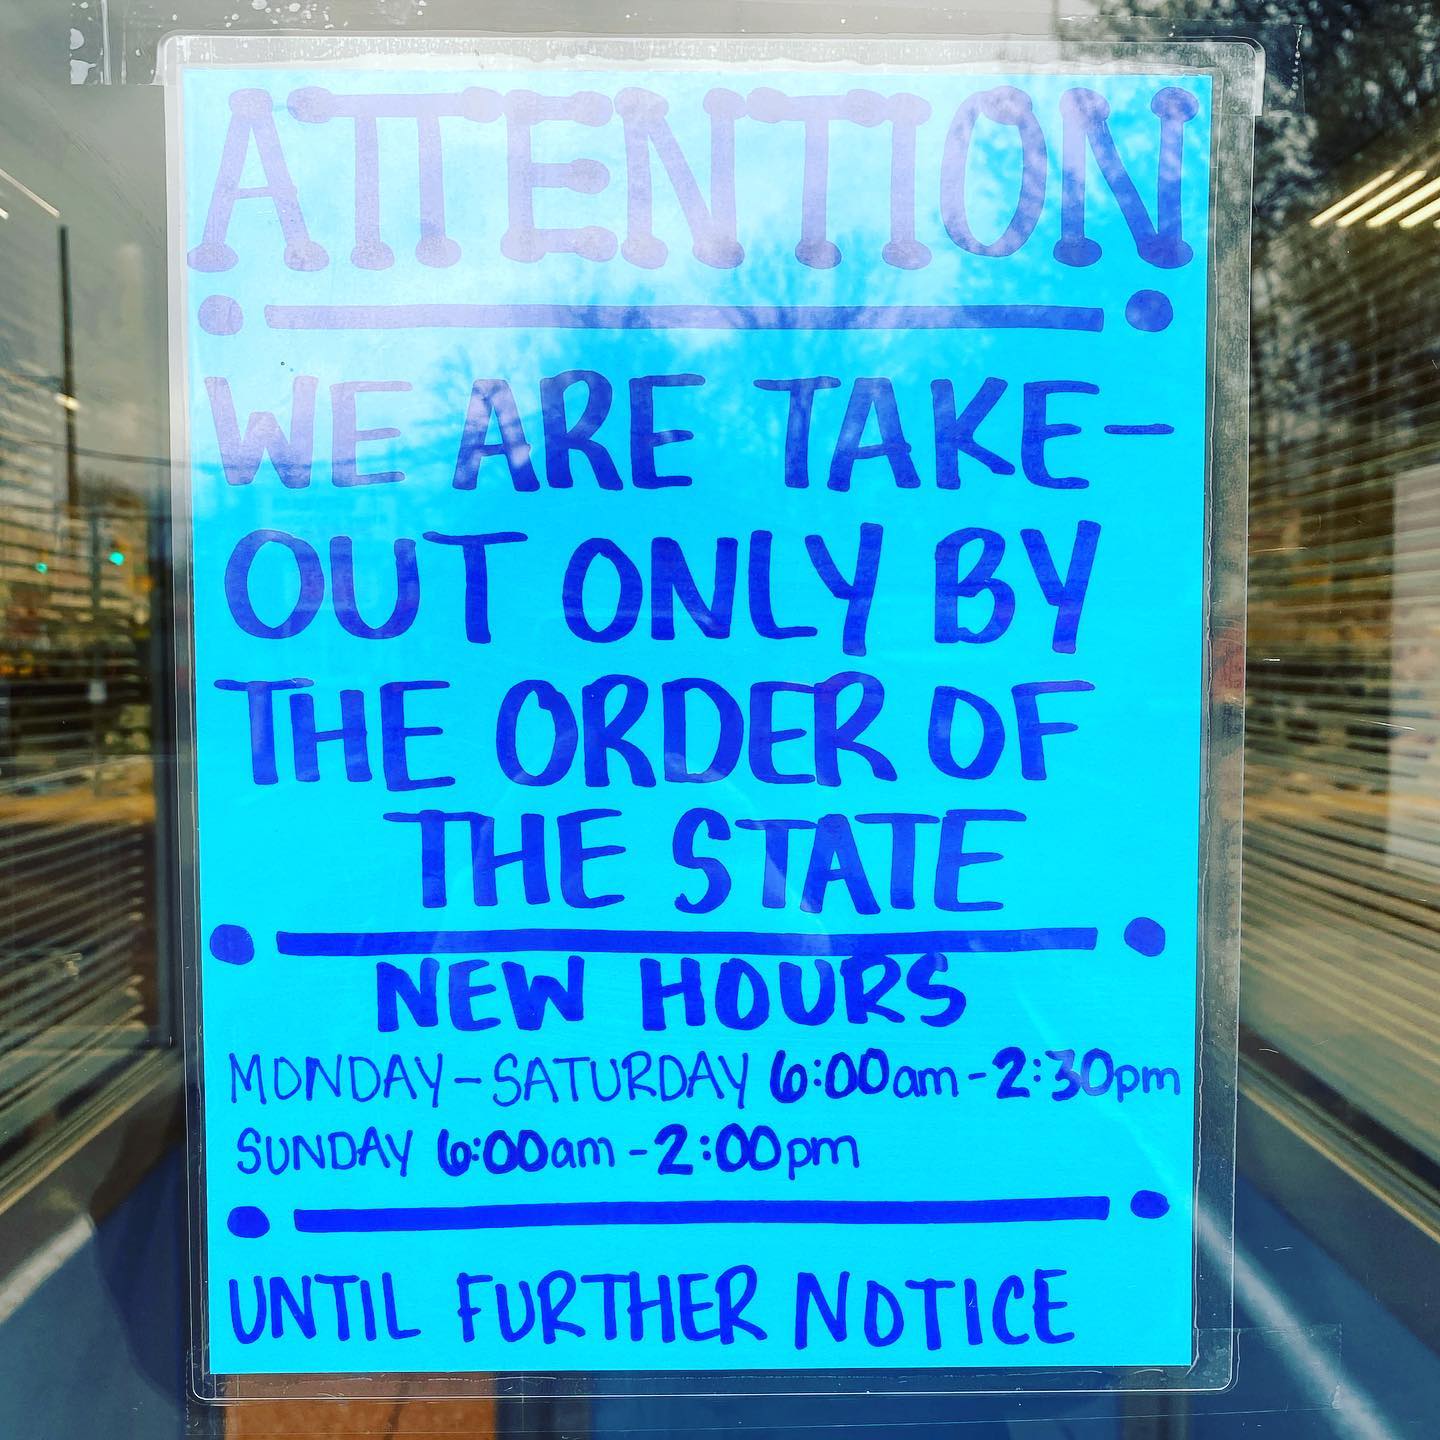 ATTENTION
WE ARE TAKE-
OUT ONLY BY
THE ORDER OF
THE STATE
NEW HOURS
MONDAY-SATURDAY 6:00am-2:30pm
SUNDAY 6:00am-2:00pm
UNTIL FURTHER NOTICE